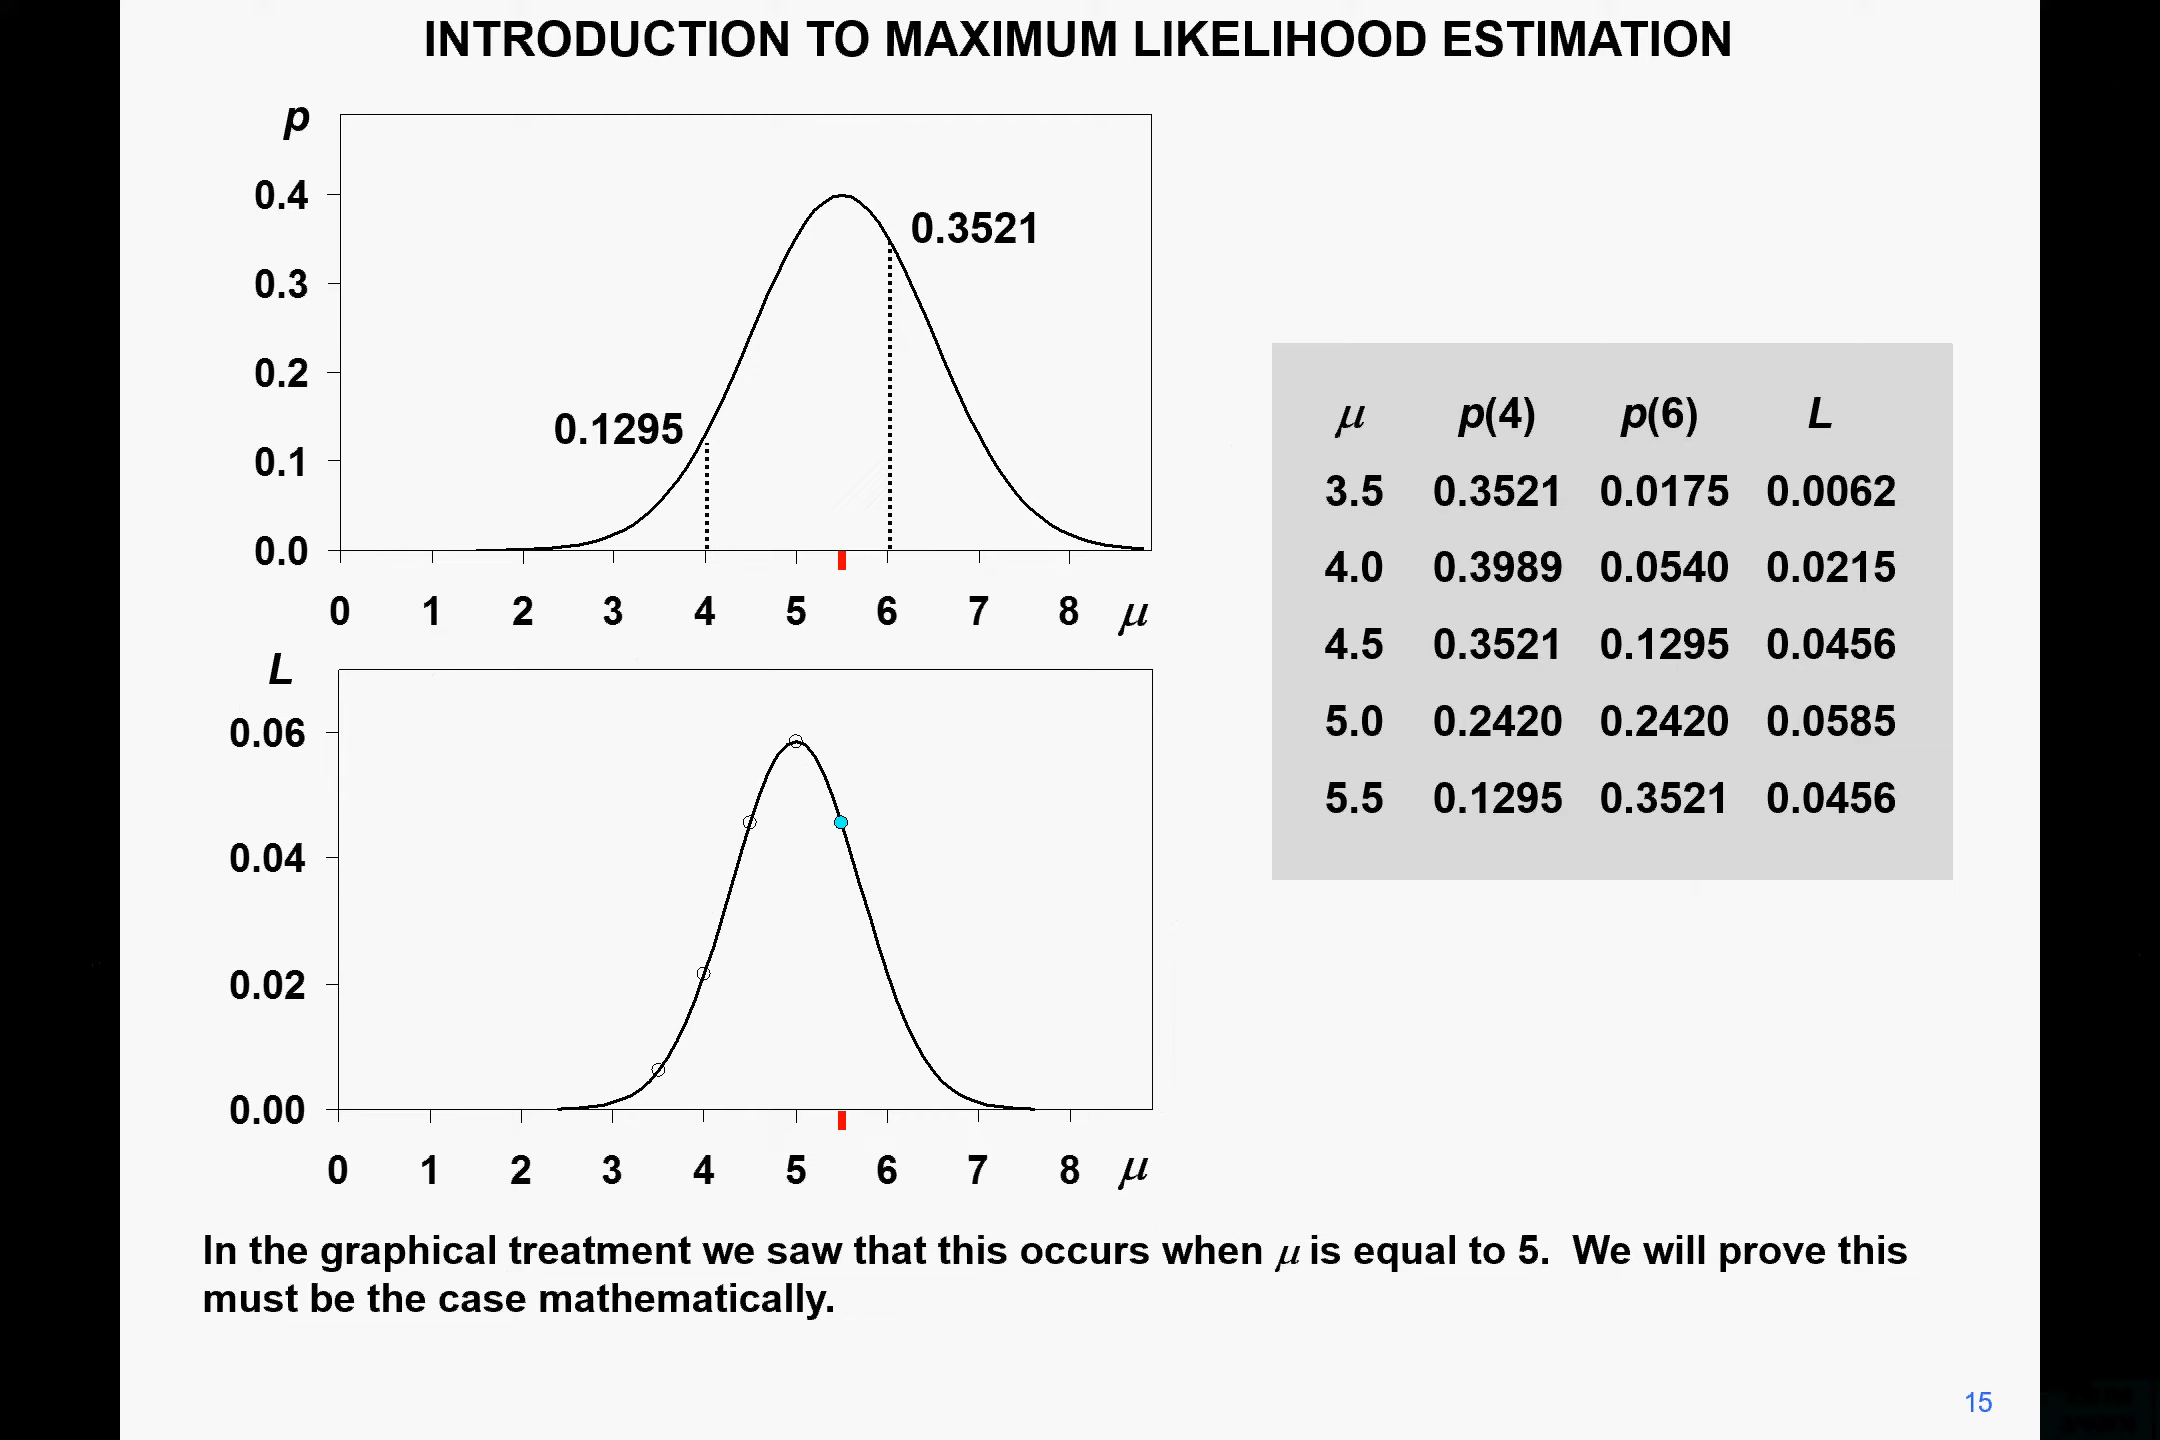 INTRODUCTION TO MAXIMUM LIKELIHOOD ESTIMATION
p
0.4
0.3
0.2
0.1
0.0
0.3521
0.1295
0 1 2 3 4 5 6 7 8 μ
L
0.06
0.04
0.02
0.00
0 1 2 3 4 5 6 7 8 μ
μ p(4) p(6) L
3.5 0.3521 0.0175 0.0062
4.0 0.3989 0.0540 0.0215
4.5 0.3521 0.1295 0.0456
5.0 0.2420 0.2420 0.0585
5.5 0.1295 0.3521 0.0456
In the graphical treatment we saw that this occurs when μ is equal to 5. We will prove this
must be the case mathematically.
15